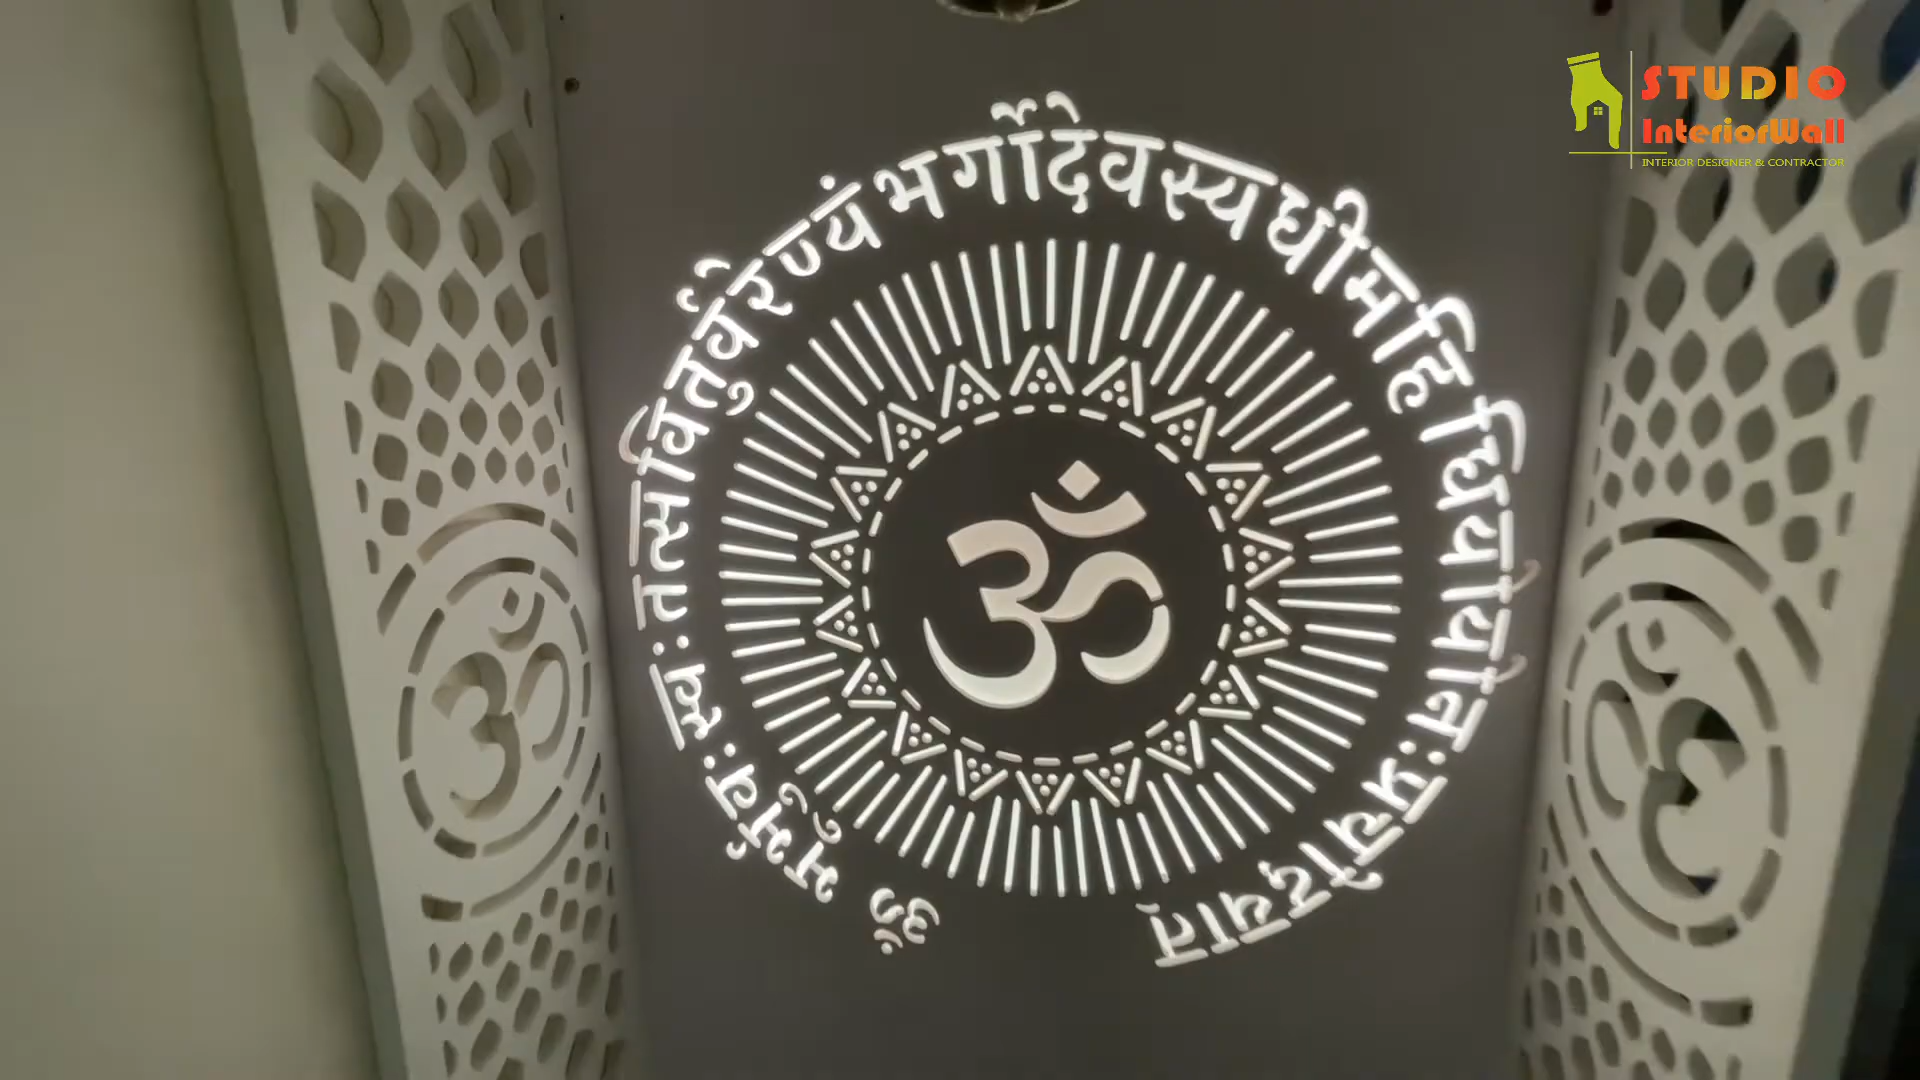 ॐ भूर्भुवः स्वः तत्सवितुर्वरेण्यं भर्गो देवस्य धीमहि धियो यो नः प्रचोदयात्
ॐ
ॐ
ॐ
STUDIO
InteriorWall
INTERIOR DESIGNER & CONTRACTOR